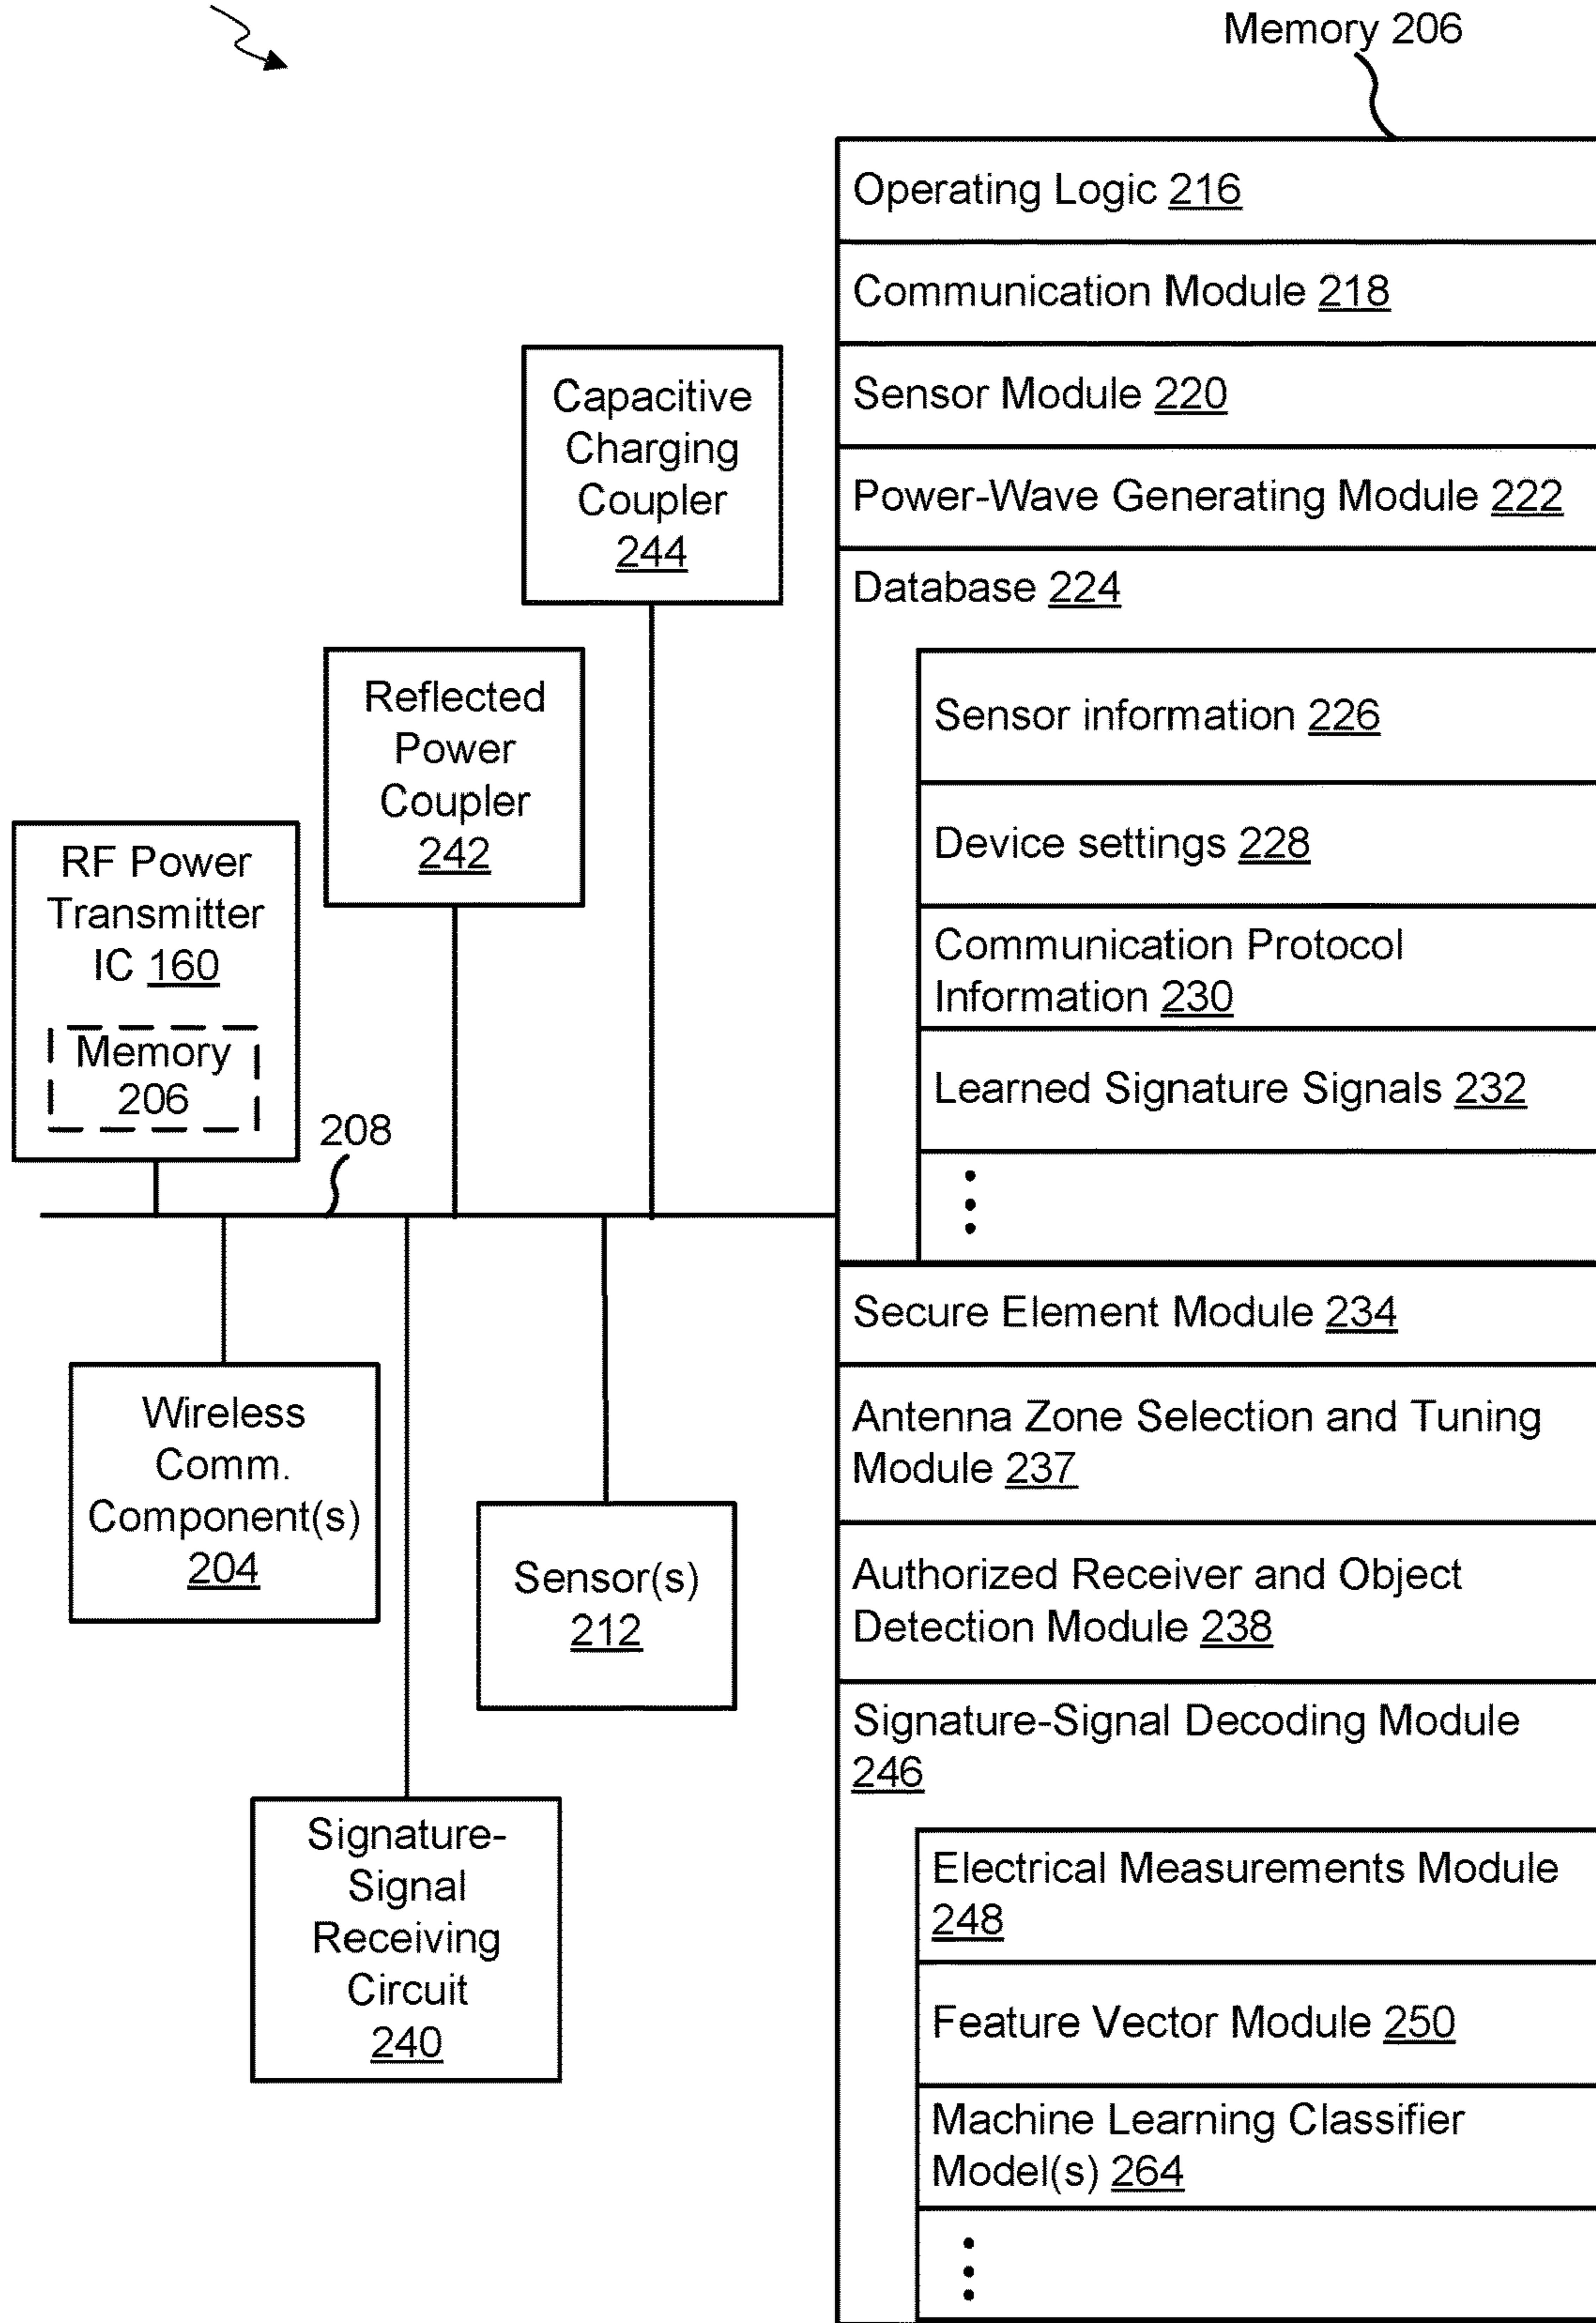 Memory 206
Operating Logic 216
Communication Module 218
Sensor Module 220
Power-Wave Generating Module 222
Database 224
Sensor information 226
Device settings 228
Communication Protocol
Information 230
Learned Signature Signals 232
Secure Element Module 234
Antenna Zone Selection and Tuning
Module 237
Authorized Receiver and Object
Detection Module 238
Signature-Signal Decoding Module
246
Electrical Measurements Module
248
Feature Vector Module 250
Machine Learning Classifier
Model(s) 264
Capacitive
Charging
Coupler
244
Reflected
Power
Coupler
242
RF Power
Transmitter
IC 160
Memory
206
208
Wireless
Comm.
Component(s)
204
Sensor(s)
212
Signature-
Signal
Receiving
Circuit
240